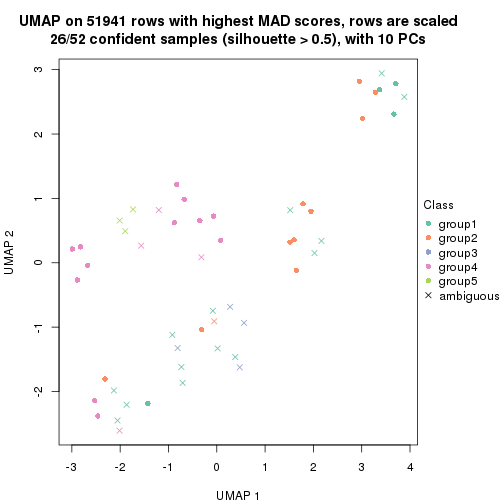 UMAP on 51941 rows with highest MAD scores, rows are scaled
26/52 confident samples (silhouette > 0.5), with 10 PCs
3
2
1
0
-1
-2
UMAP 2
-3 -2 -1 0 1 2 3 4
UMAP 1
Class
group1
group2
group3
group4
group5
ambiguous